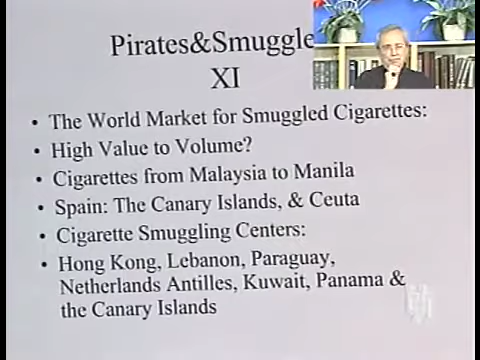 Pirates&Smuggle
XI
• The World Market for Smuggled Cigarettes:
• High Value to Volume?
• Cigarettes from Malaysia to Manila
• Spain: The Canary Islands, & Ceuta
• Cigarette Smuggling Centers:
• Hong Kong, Lebanon, Paraguay,
Netherlands Antilles, Kuwait, Panama &
the Canary Islands